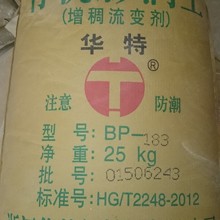 (增稠流变剂)
华特
®
注意 防潮
型号：BP-183
净重：25 kg
批号：01506243
标准号：HG/T2248-2012